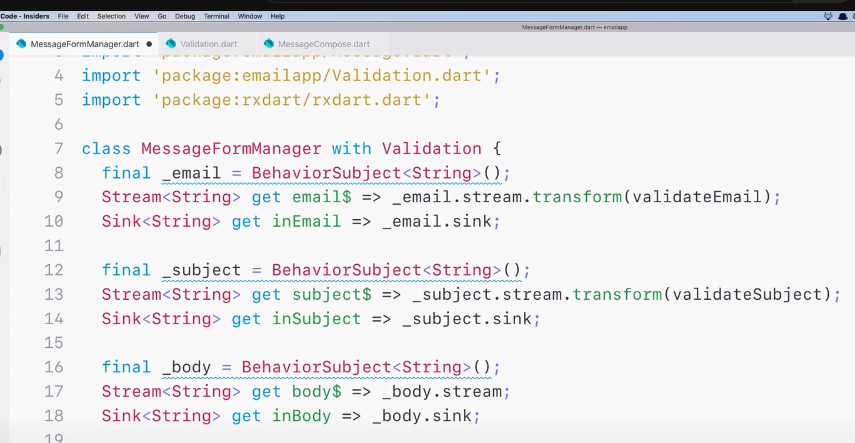 Code - Insiders File Edit Selection View Go Debug Terminal Window Help
MessageFormManager.dart — emailapp
MessageFormManager.dart Validation.dart MessageCompose.dart
4 import 'package:emailapp/Validation.dart';
5 import 'package:rxdart/rxdart.dart';
6
7 class MessageFormManager with Validation {
8 final _email = BehaviorSubject<String>();
9 Stream<String> get email$ => _email.stream.transform(validateEmail);
10 Sink<String> get inEmail => _email.sink;
11
12 final _subject = BehaviorSubject<String>();
13 Stream<String> get subject$ => _subject.stream.transform(validateSubject);
14 Sink<String> get inSubject => _subject.sink;
15
16 final _body = BehaviorSubject<String>();
17 Stream<String> get body$ => _body.stream;
18 Sink<String> get inBody => _body.sink;
19